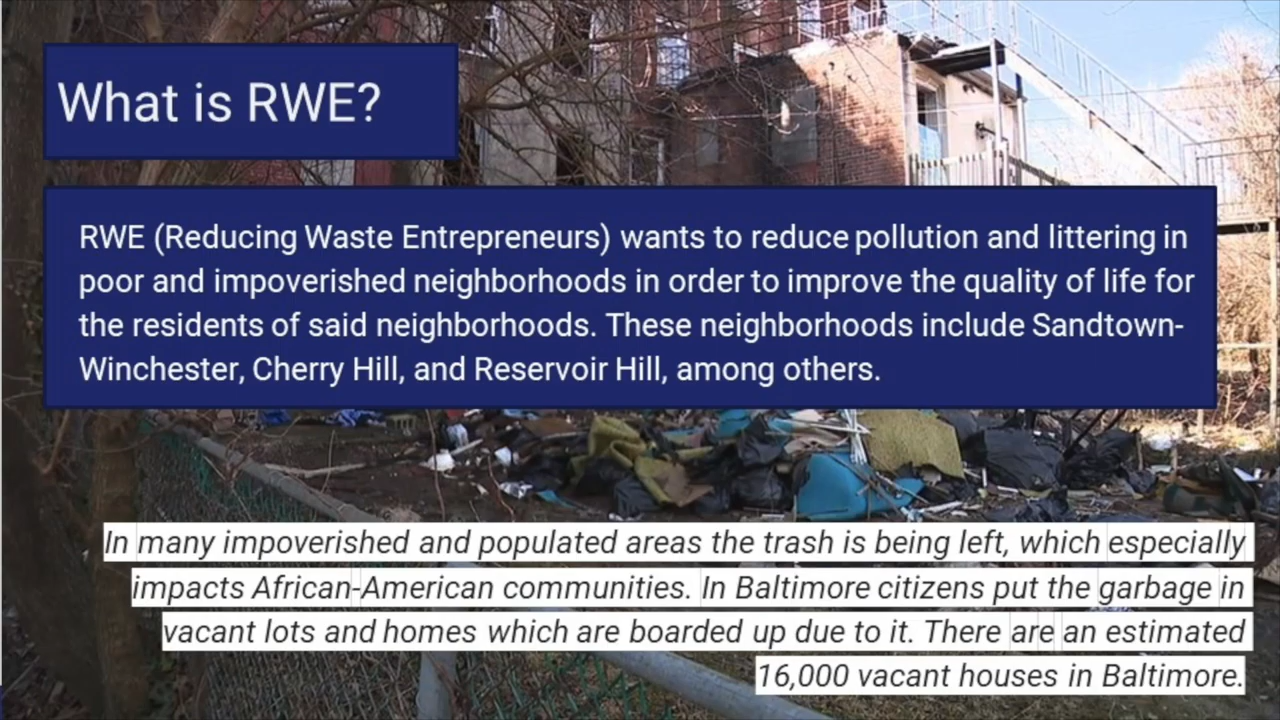 What is RWE?
RWE (Reducing Waste Entrepreneurs) wants to reduce pollution and littering in
poor and impoverished neighborhoods in order to improve the quality of life for
the residents of said neighborhoods. These neighborhoods include Sandtown-
Winchester, Cherry Hill, and Reservoir Hill, among others.
In many impoverished and populated areas the trash is being left, which especially
impacts African-American communities. In Baltimore citizens put the garbage in
vacant lots and homes which are boarded up due to it. There are an estimated
16,000 vacant houses in Baltimore.